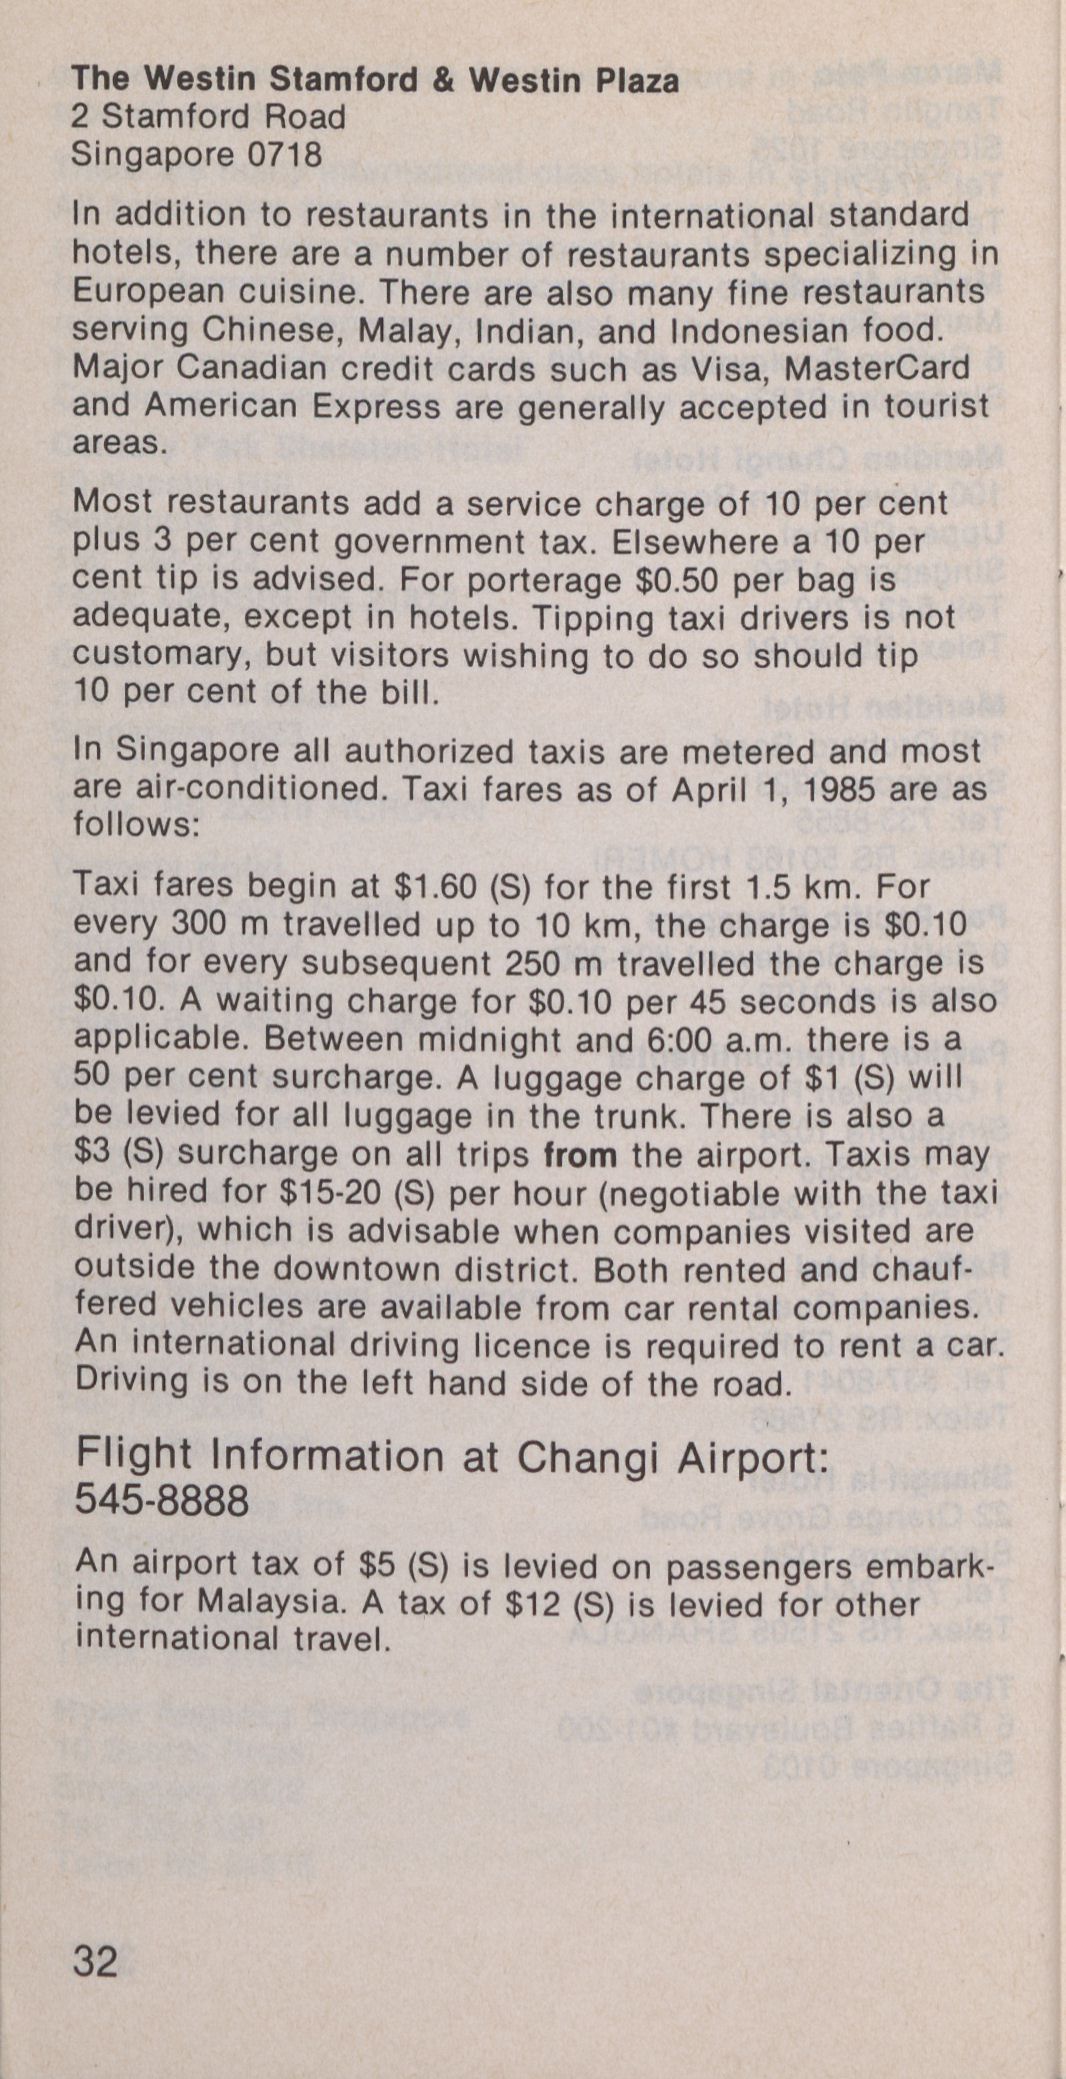 The Westin Stamford & Westin Plaza
2 Stamford Road
Singapore 0718
In addition to restaurants in the international standard
hotels, there are a number of restaurants specializing in
European cuisine. There are also many fine restaurants
serving Chinese, Malay, Indian, and Indonesian food.
Major Canadian credit cards such as Visa, MasterCard
and American Express are generally accepted in tourist
areas.
Most restaurants add a service charge of 10 per cent
plus 3 per cent government tax. Elsewhere a 10 per
cent tip is advised. For porterage $0.50 per bag is
adequate, except in hotels. Tipping taxi drivers is not
customary, but visitors wishing to do so should tip
10 per cent of the bill.
In Singapore all authorized taxis are metered and most
are air-conditioned. Taxi fares as of April 1, 1985 are as
follows:
Taxi fares begin at $1.60 (S) for the first 1.5 km. For
every 300 m travelled up to 10 km, the charge is $0.10
and for every subsequent 250 m travelled the charge is
$0.10. A waiting charge for $0.10 per 45 seconds is also
applicable. Between midnight and 6:00 a.m. there is a
50 per cent surcharge. A luggage charge of $1 (S) will
be levied for all luggage in the trunk. There is also a
$3 (S) surcharge on all trips from the airport. Taxis may
be hired for $15-20 (S) per hour (negotiable with the taxi
driver), which is advisable when companies visited are
outside the downtown district. Both rented and chauf-
fered vehicles are available from car rental companies.
An international driving licence is required to rent a car.
Driving is on the left hand side of the road.
Flight Information at Changi Airport:
545-8888
An airport tax of $5 (S) is levied on passengers embark-
ing for Malaysia. A tax of $12 (S) is levied for other
international travel.
32